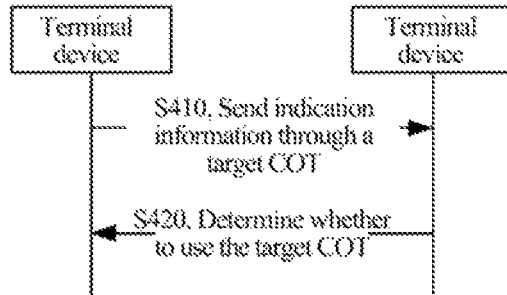 Terminal
device
Terminal
device
S410, Send indication
information through a
target COT
S420, Determine whether
to use the target COT